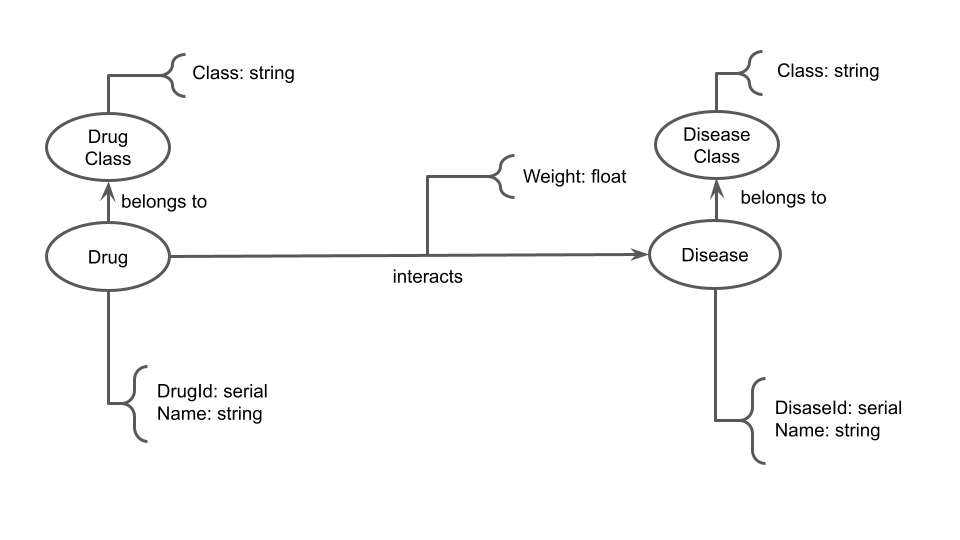 Class: string
Class: string
Drug
Class
Disease
Class
Weight: float
belongs to
belongs to
Drug
Disease
interacts
DrugId: serial
Name: string
DisaseId: serial
Name: string